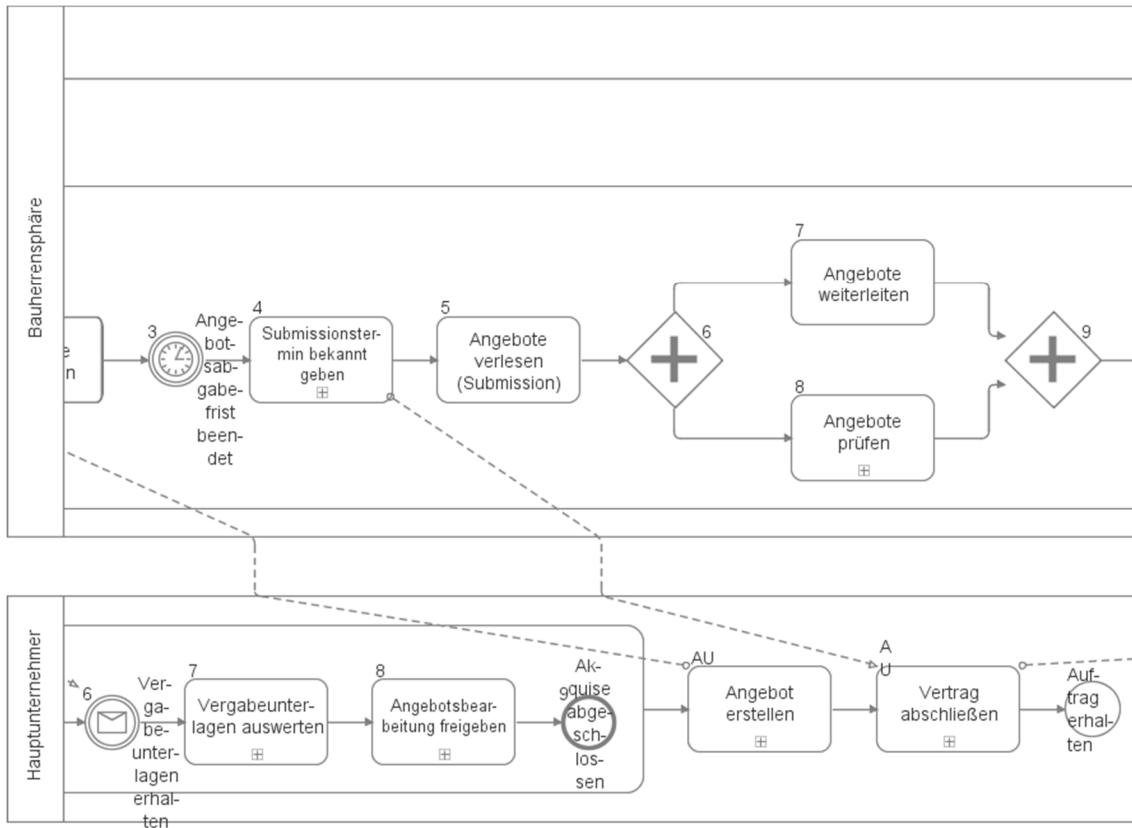 Bauherrensphäre
e
n
3
Ange-
bot-
sab-
gabe-
frist
been-
det
4
Submissionster-
min bekannt
geben
5
Angebote
verlesen
(Submission)
6
7
Angebote
weiterleiten
8
Angebote
prüfen
9
Hauptunternehmer
6
Ver-
ga-
be-
unter-
lagen
erhal-
ten
7
Vergabeunter-
lagen auswerten
8
Angebotsbear-
beitung freigeben
9
Ak-
quise
abge-
sch-
los-
sen
AU
Angebot
erstellen
A
U
Vertrag
abschließen
Auf-
trag
erhal-
ten